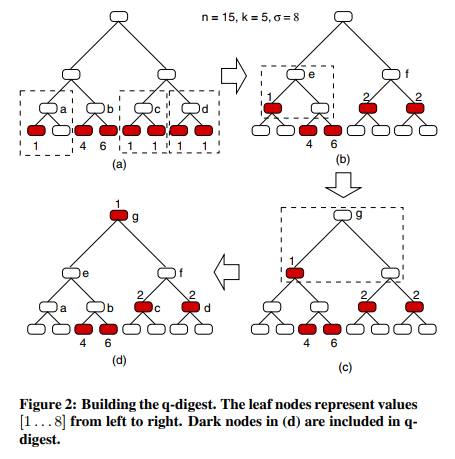 n = 15, k = 5, σ = 8
a
b
c
d
1
4
6
1
1
1
1
(a)
e
f
1
2
2
4
6
(b)
1
g
e
f
2
2
a
b
c
d
4
6
(d)
g
1
2
2
4
6
(c)
Figure 2: Building the q-digest. The leaf nodes represent values
[1 . . . 8] from left to right. Dark nodes in (d) are included in q-
digest.